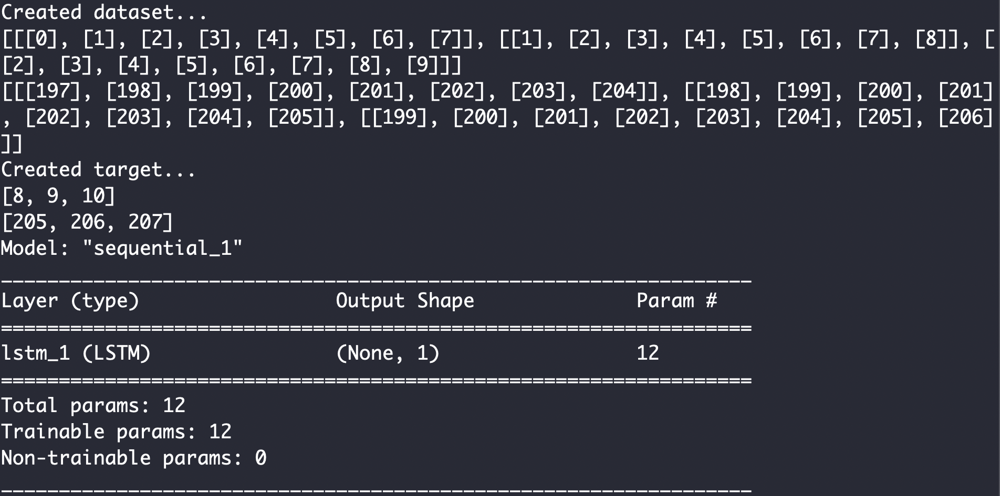 Created dataset...
[[[0], [1], [2], [3], [4], [5], [6], [7]], [[1], [2], [3], [4], [5], [6], [7], [8]], [
[2], [3], [4], [5], [6], [7], [8], [9]]]
[[[197], [198], [199], [200], [201], [202], [203], [204]], [[198], [199], [200], [201]
, [202], [203], [204], [205]], [[199], [200], [201], [202], [203], [204], [205], [206]
]]
Created target...
[8, 9, 10]
[205, 206, 207]
Model: "sequential_1"
_________________________________________________________________
Layer (type)                 Output Shape              Param #
=================================================================
lstm_1 (LSTM)                (None, 1)                 12
=================================================================
Total params: 12
Trainable params: 12
Non-trainable params: 0
_________________________________________________________________